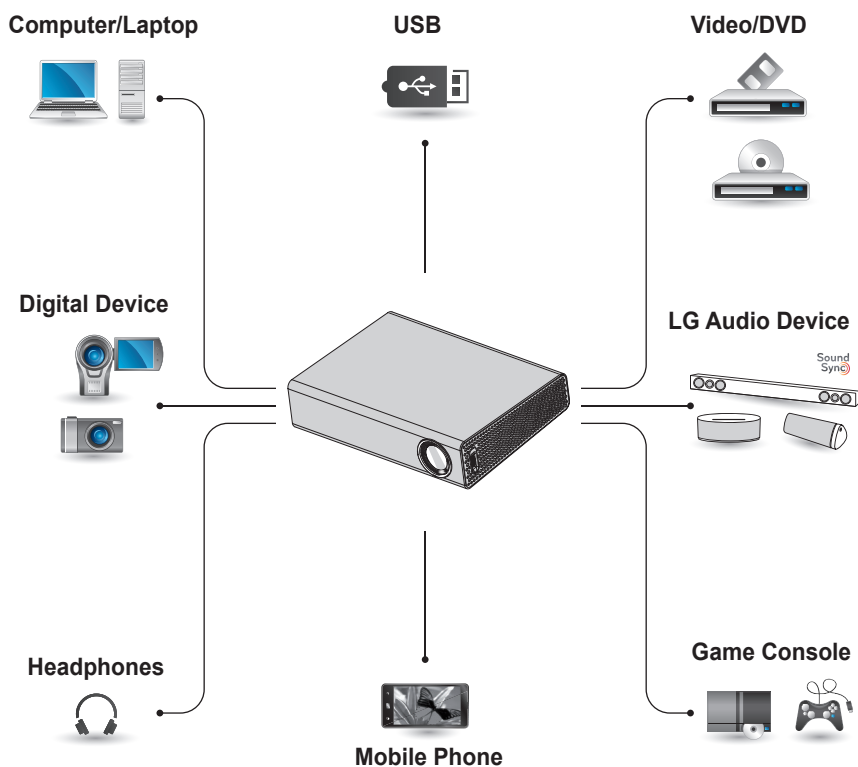 Computer/Laptop
USB
Video/DVD
Digital Device
LG Audio Device
Sound
Sync
Headphones
Game Console
Mobile Phone